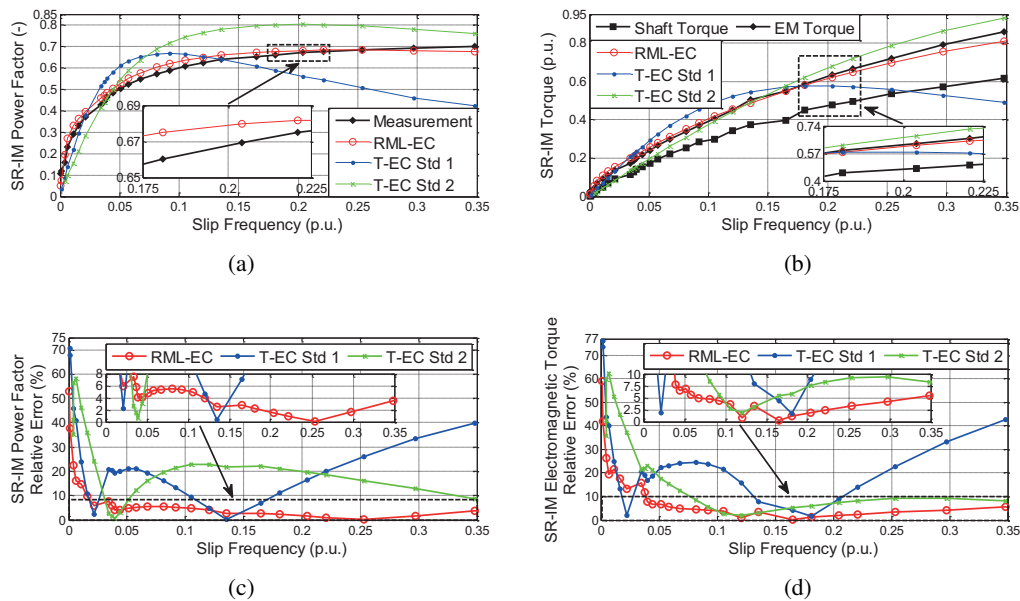 SR-IM Power Factor (-)
0.9
0.8
0.7
0.6
0.5
0.4
0.3
0.2
0.1
0
0 0.05 0.1 0.15 0.2 0.25 0.3 0.35
Slip Frequency (p.u.)
0.69
0.67
0.65
0.175 0.2 0.225
Measurement
RML-EC
T-EC Std 1
T-EC Std 2
(a)
SR-IM Torque (p.u.)
0.95
0.8
0.6
0.4
0.2
0
0 0.05 0.1 0.15 0.2 0.25 0.3 0.35
Slip Frequency (p.u.)
Shaft Torque EM Torque
RML-EC
T-EC Std 1
T-EC Std 2
0.74
0.57
0.4
0.175 0.2 0.225
(b)
SR-IM Power Factor
Relative Error (%)
75
70
60
50
40
30
20
10
0
0 0.05 0.1 0.15 0.2 0.25 0.3 0.35
Slip Frequency (p.u.)
RML-EC T-EC Std 1 T-EC Std 2
8
6
4
2
0
0 0.05 0.1 0.15 0.2 0.25 0.3 0.35
(c)
SR-IM Electromagnetic Torque
Relative Error (%)
77
70
60
50
40
30
20
10
0
0 0.05 0.1 0.15 0.2 0.25 0.3 0.35
Slip Frequency (p.u.)
RML-EC T-EC Std 1 T-EC Std 2
10
7.5
5
2.5
0
0 0.05 0.1 0.15 0.2 0.25 0.3 0.35
(d)